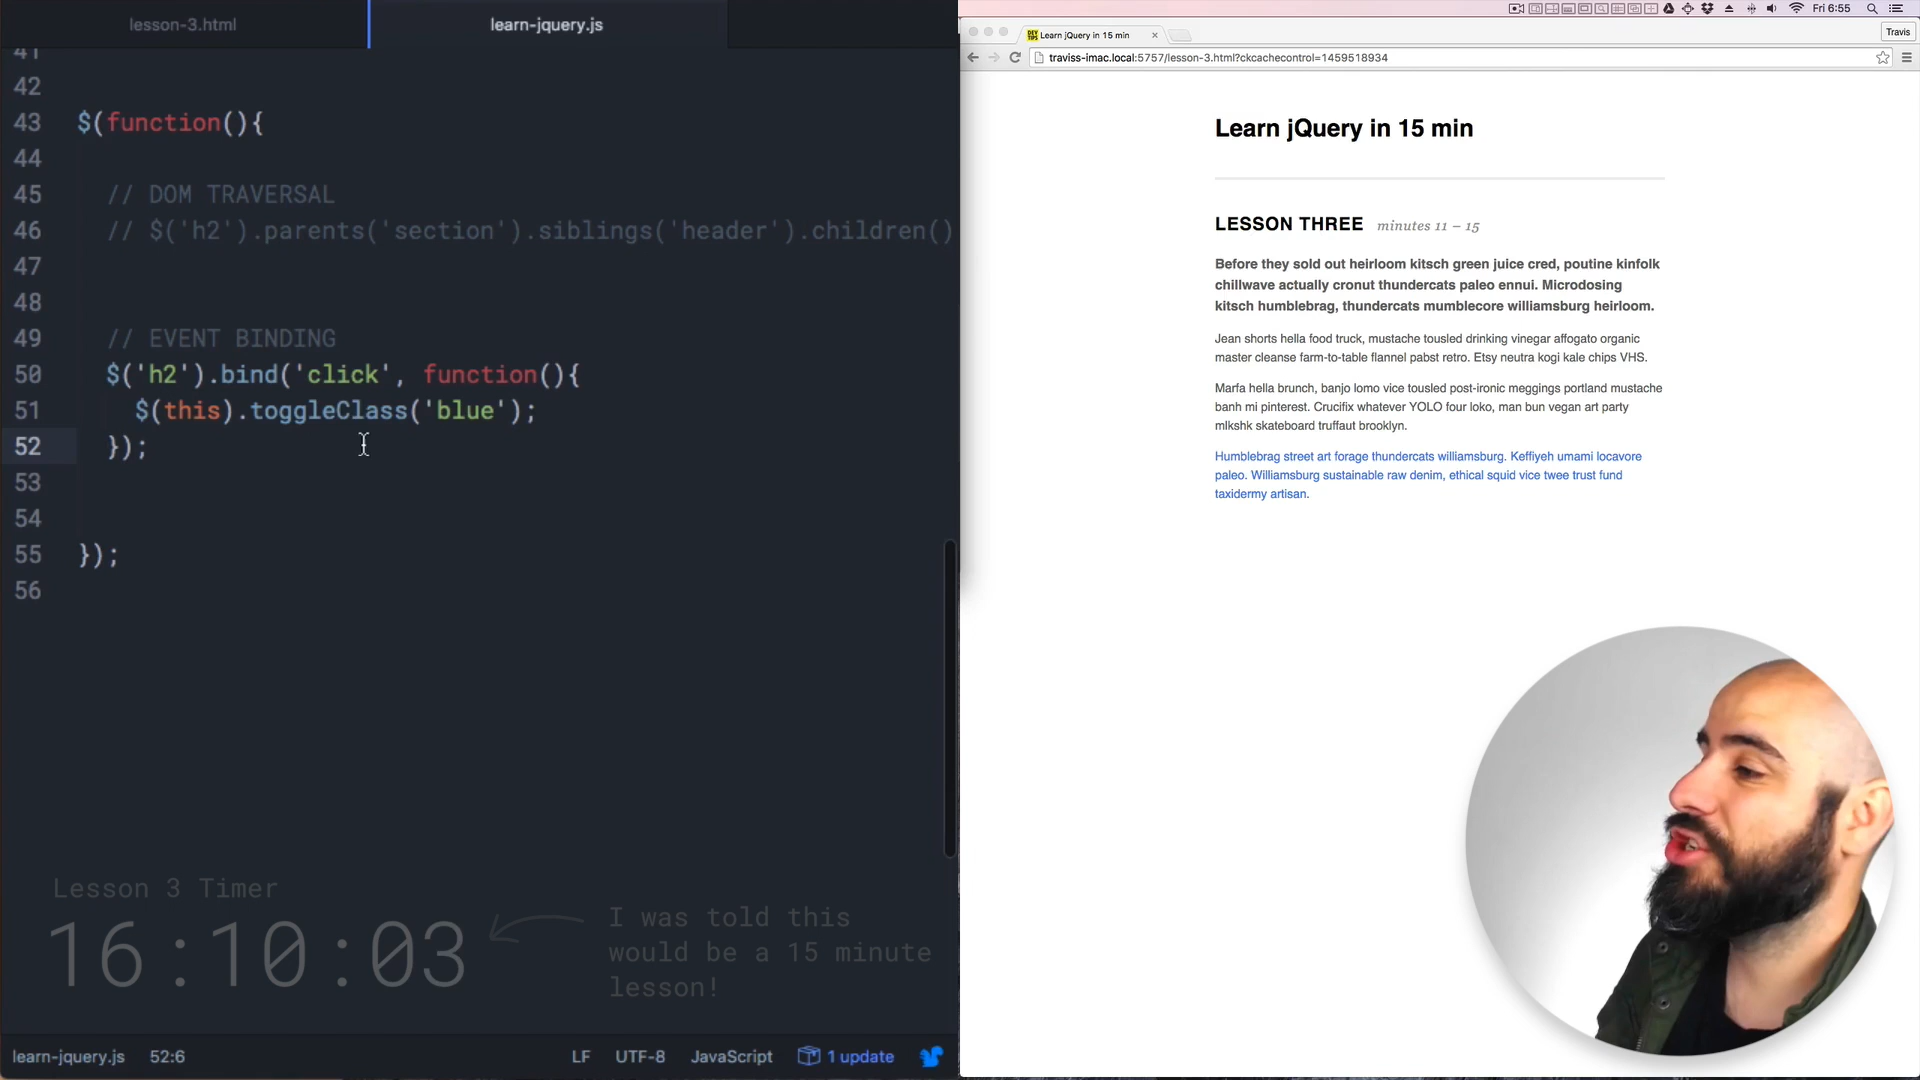 lesson-3.html
learn-jquery.js
41
42
43 $(function(){
44
45 // DOM TRAVERSAL
46 // $('h2').parents('section').siblings('header').children()
47
48
49 // EVENT BINDING
50 $('h2').bind('click', function(){
51 $(this).toggleClass('blue');
52 });
53
54
55 });
56
Lesson 3 Timer
16:10:03
I was told this
would be a 15 minute
lesson!
learn-jquery.js 52:6 LF UTF-8 JavaScript 1 update
Fri 6:55
DEV TIPS
Learn jQuery in 15 min
Travis
traviss-imac.local:5757/lesson-3.html?ckcachecontrol=1459518934
Learn jQuery in 15 min
LESSON THREE minutes 11 – 15
Before they sold out heirloom kitsch green juice cred, poutine kinfolk
chillwave actually cronut thundercats paleo ennui. Microdosing
kitsch humblebrag, thundercats mumblecore williamsburg heirloom.
Jean shorts hella food truck, mustache tousled drinking vinegar affogato organic
master cleanse farm-to-table flannel pabst retro. Etsy neutra kogi kale chips VHS.
Marfa hella brunch, banjo lomo vice tousled post-ironic meggings portland mustache
banh mi pinterest. Crucifix whatever YOLO four loko, man bun vegan art party
mlkshk skateboard truffaut brooklyn.
Humblebrag street art forage thundercats williamsburg. Keffiyeh umami locavore
paleo. Williamsburg sustainable raw denim, ethical squid vice twee trust fund
taxidermy artisan.